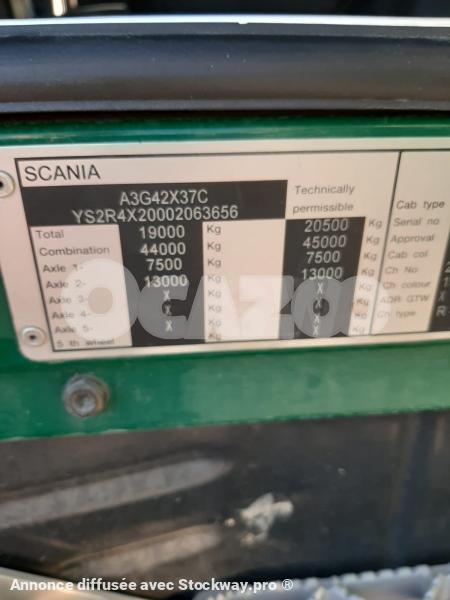 SCANIA
A3G42X37C
YS2R4X20002063656
Technically
permissible
Total 19000 Kg 20500 Kg
Combination 44000 Kg 45000 Kg
Axle 1- 7500 Kg 7500 Kg
Axle 2- 13000 Kg 13000 Kg
Axle 3- X Kg X Kg
Axle 4- X Kg X Kg
Axle 5- X Kg X Kg
5 th wheel Kg Kg
Cab type
Serial no
Approval
Cab col
Ch No
Ch colour
ADR GTW X
Ch type R
OCAZOO
Annonce diffusée avec Stockway.pro ®